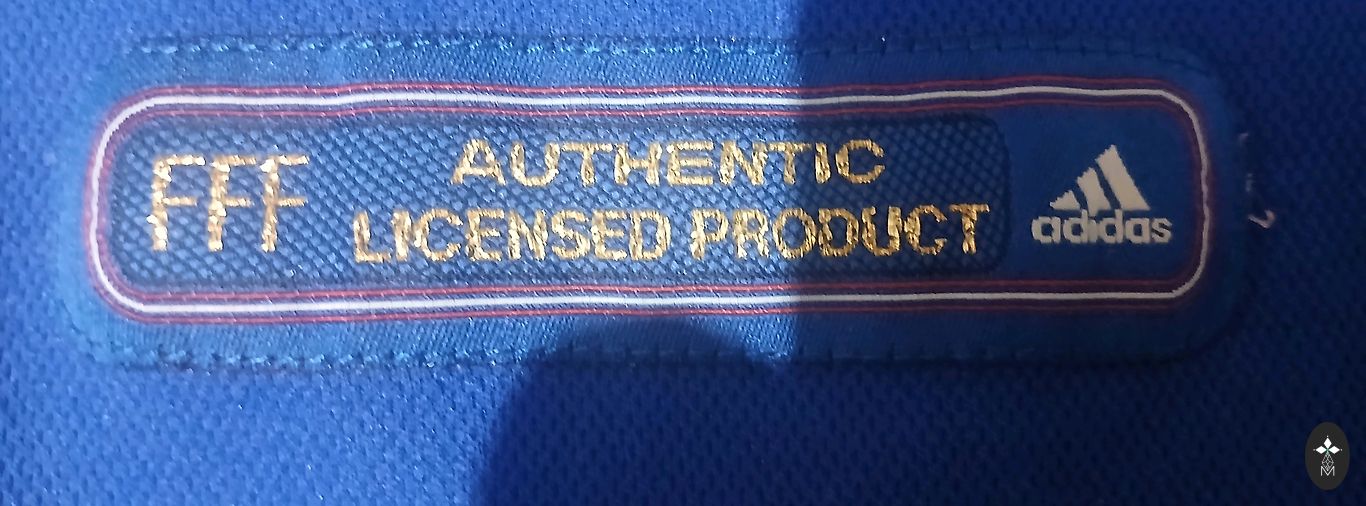 FFF
AUTHENTIC
LICENSED PRODUCT
adidas
M